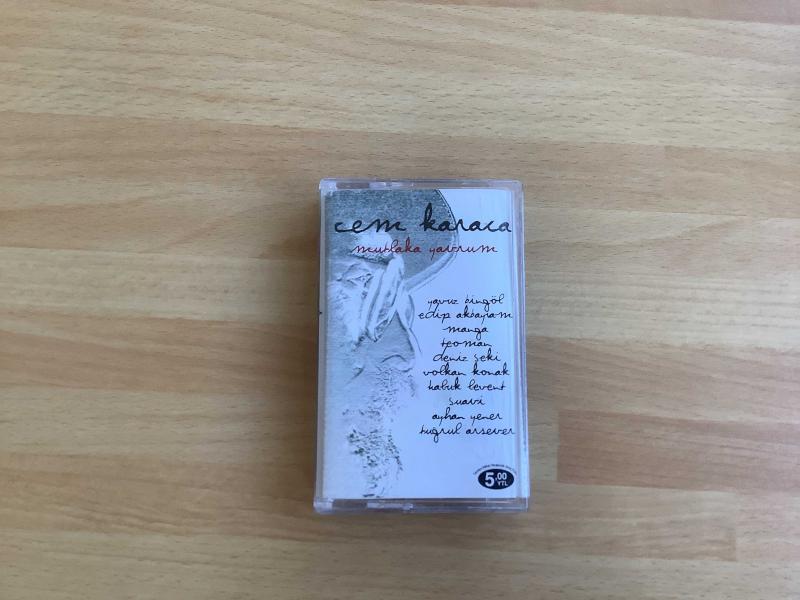 cem karaca
mutlaka yavrum
yavuz bingöl
edip akbayram
manga
teoman
deniz seki
volkan konak
haluk levent
suavi
ayhan yener
tuğrul arsever
5.00
YTL